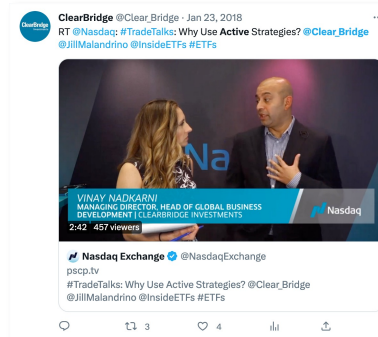 ClearBridge @Clear_Bridge · Jan 23, 2018
RT @Nasdaq: #TradeTalks: Why Use Active Strategies? @Clear_Bridge
@JillMalandrino @InsideETFs #ETFs
ClearBridge
Na
VINAY NADKARNI
MANAGING DIRECTOR, HEAD OF GLOBAL BUSINESS
DEVELOPMENT | CLEARBRIDGE INVESTMENTS
Nasdaq
2:42 457 viewers
Nasdaq Exchange @NasdaqExchange
pscp.tv
#TradeTalks: Why Use Active Strategies? @Clear_Bridge
@JillMalandrino @InsideETFs #ETFs
3 4